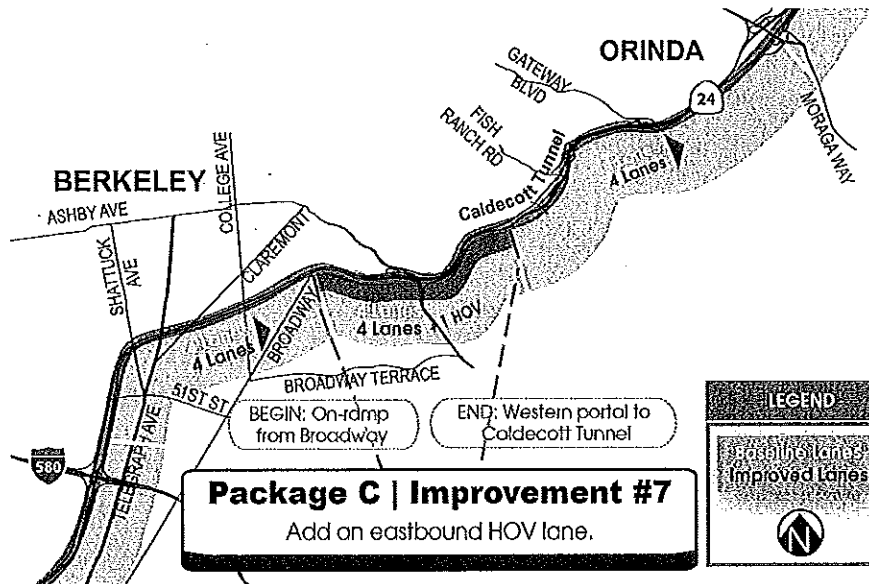 ORINDA
GATEWAY
BLVD
24
FISH
RANCH RD
MORAGA WAY
Caldecott Tunnel
4 Lanes
BERKELEY
ASHBY AVE
COLLEGE AVE
SHATTUCK
AVE
CLAREMONT
BROADWAY
4 Lanes + 1 HOV
4 Lanes
BROADWAY TERRACE
51ST ST
TELEGRAPH AVE
580
BEGIN: On-ramp
from Broadway
END: Western portal to
Caldecott Tunnel
LEGEND
Baseline Lanes
Improved Lanes
N
Package C | Improvement #7
Add an eastbound HOV lane.